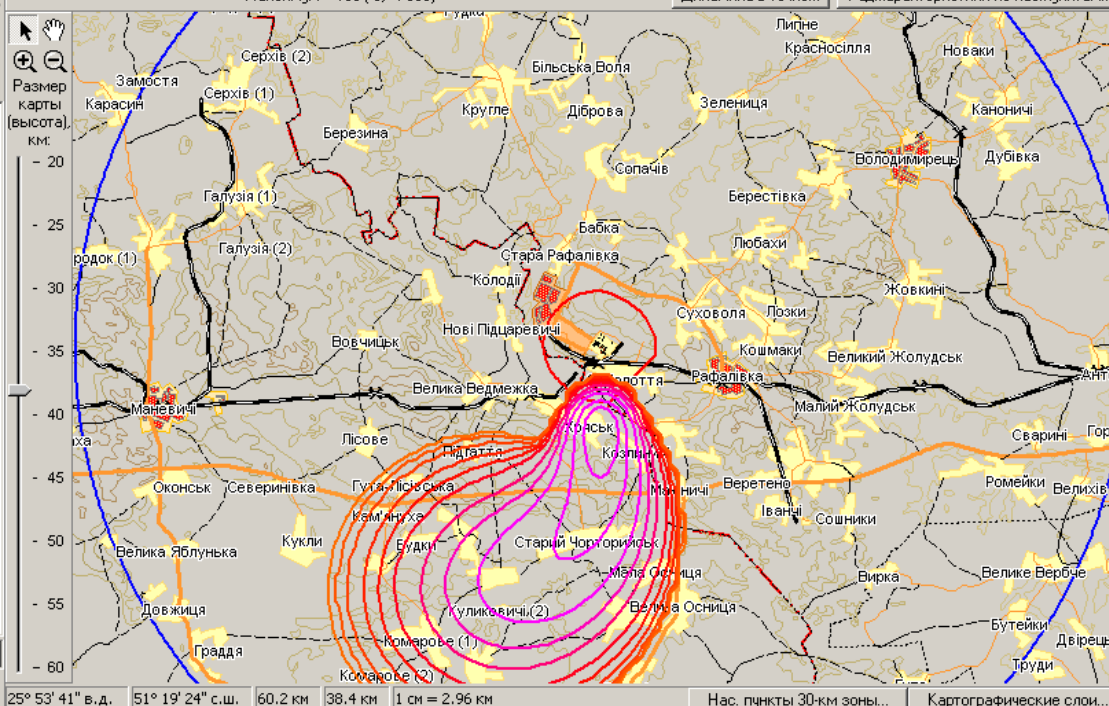 Липне
Красносілля
Новаки
Серхів (2)
Більська Воля
Замостя
Серхів (1)
Карасин
Кругле
Діброва
Зелениця
Каноничі
Размер
карты
(высота),
км:
Березина
Володимирець
Дубівка
20
Сопачів
Галузія (1)
Берестівка
25
Бабка
Галузія (2)
Любахи
родок (1)
Стара Рафалівка
30
Колодії
Жовкині
Суховоля
Лозки
Нові Підцаревичі
Вовчицьк
35
Кошмаки
Великий Жолудськ
Рафалівка
Велика Ведмежка
Маневичі
Малий Жолудськ
40
Лісове
Сварині
Підгаття
45
Оконськ
Северинівка
Гута-Лісівська
Веретено
Ромейки
Іванчі
Сошники
Кам'януха
50
Кукли
Будки
Старий Чорторийськ
Велика Яблунька
Мала Осниця
Вирка
Велике Вербче
55
Довжиця
Куликевичі (2)
Велика Осниця
Бутейки
Комарове (1)
Граддя
60
Труди
Комарове (2)
25° 53' 41" в.д.
51° 19' 24" с.ш.
60.2 км
38.4 км
1 см = 2.96 км
Нас. пункты 30-км зоны...
Картографические слои...